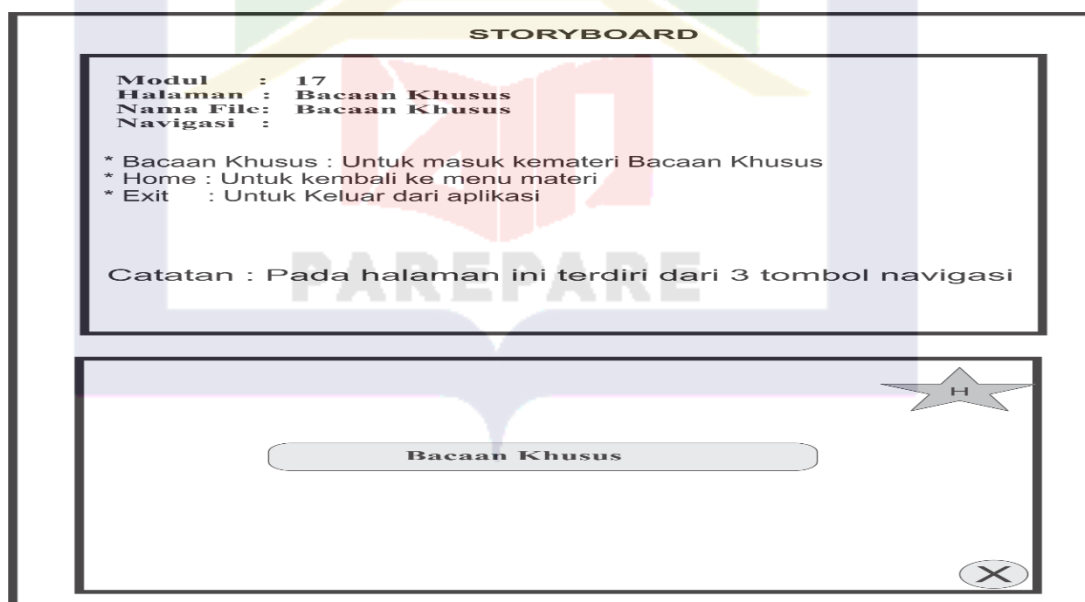 STORYBOARD
Modul : 17
Halaman : Bacaan Khusus
Nama File: Bacaan Khusus
Navigasi :
* Bacaan Khusus : Untuk masuk kemateri Bacaan Khusus
* Home : Untuk kembali ke menu materi
* Exit : Untuk Keluar dari aplikasi
PAREPARE
Catatan : Pada halaman ini terdiri dari 3 tombol navigasi
H
Bacaan Khusus
X